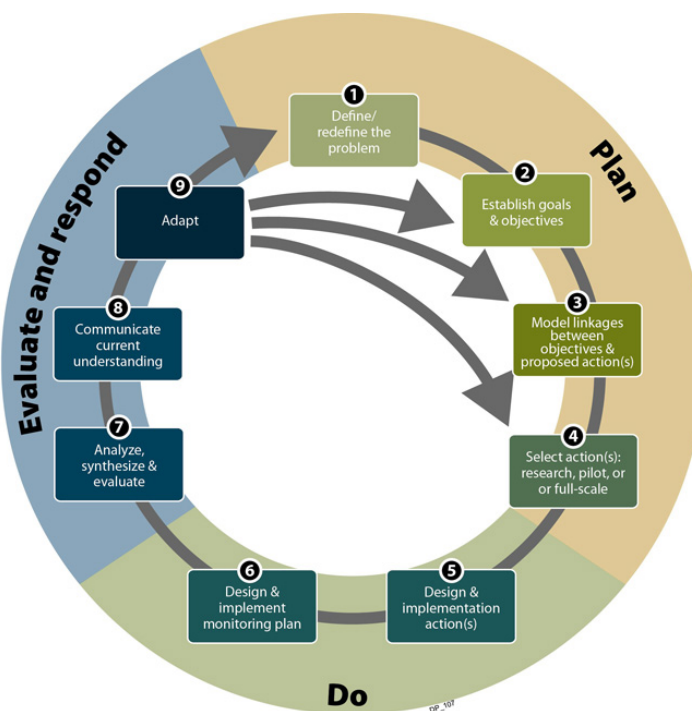 1
Define/
redefine the
problem
2
Establish goals
& objectives
3
Model linkages
between
objectives &
proposed action(s)
4
Select action(s):
research, pilot, or
or full-scale
5
Design &
implementation
action(s)
6
Design &
implement
monitoring plan
7
Analyze,
synthesize &
evaluate
8
Communicate
current
understanding
9
Adapt
Plan
Do
Evaluate and respond
DP_107